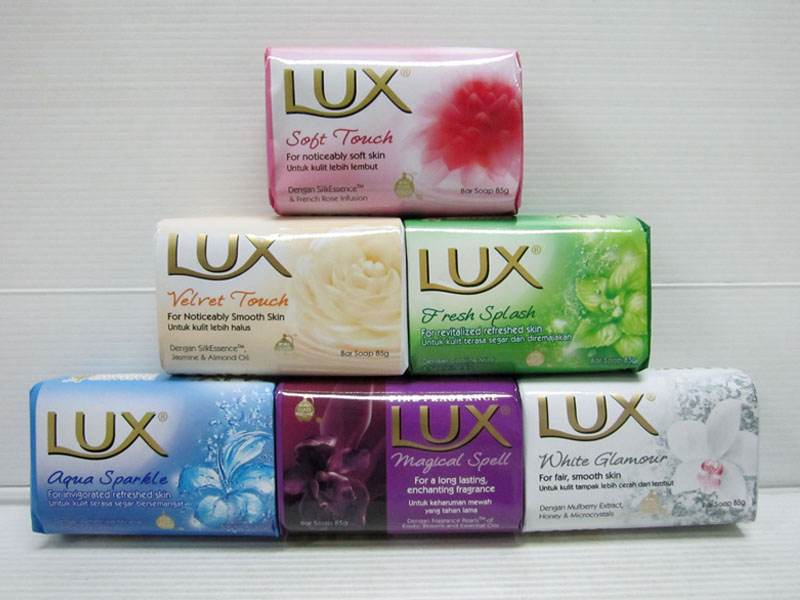 LUX®
Soft Touch
For noticeably soft skin
Untuk kulit lebih lembut
Dengan SilkEssence™
& French Rose Infusion
Bar Soap 85g
LUX
Velvet Touch
For Noticeably Smooth Skin
Untuk kulit lebih halus
Dengan SilkEssence™,
Jasmine & Almond Oil
Bar Soap 85g
LUX®
Fresh Splash
For revitalized refreshed skin
Untuk kulit terasa segar dan diremajakan
Bar Soap 85g
LUX®
Aqua Sparkle
For invigorated refreshed skin
Untuk kulit terasa segar bersemangat
FINE FRAGRANCE
LUX®
Magical Spell
For a long lasting,
enchanting fragrance
Untuk keharuman mewah
yang tahan lama
Dengan Fragrance Pearls™ of
Exotic Blooms and Essential Oils
Bar Soap 85g
LUX®
White Glamour
For fair, smooth skin
Untuk kulit tampak lebih cerah dan lembut
Dengan Mulberry Extract,
Honey & Microcrystals
Bar Soap 85g